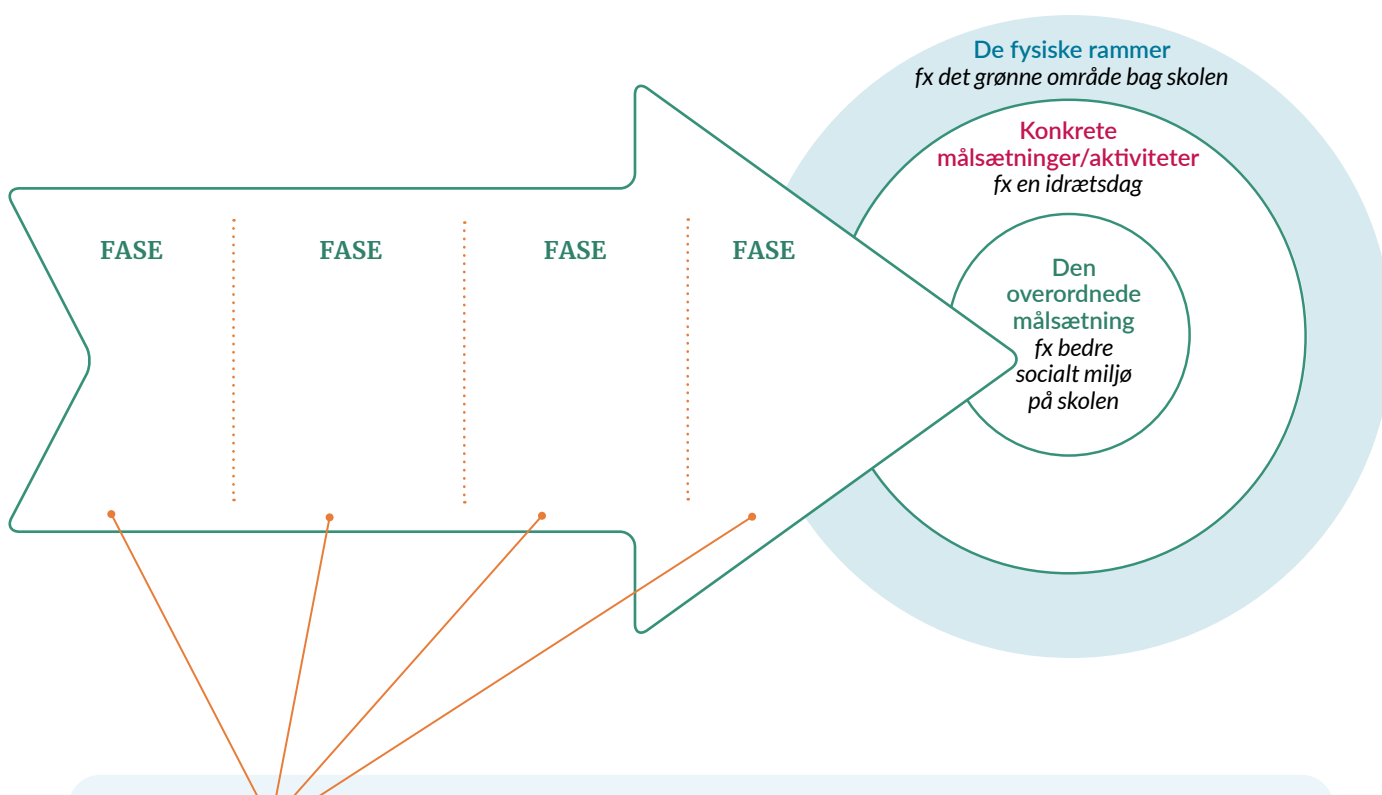 De fysiske rammer
fx det grønne område bag skolen
Konkrete
målsætninger/aktiviteter
fx en idrætsdag
FASE
FASE
FASE
FASE
Den
overordnede
målsætning
fx bedre
socialt miljø
på skolen